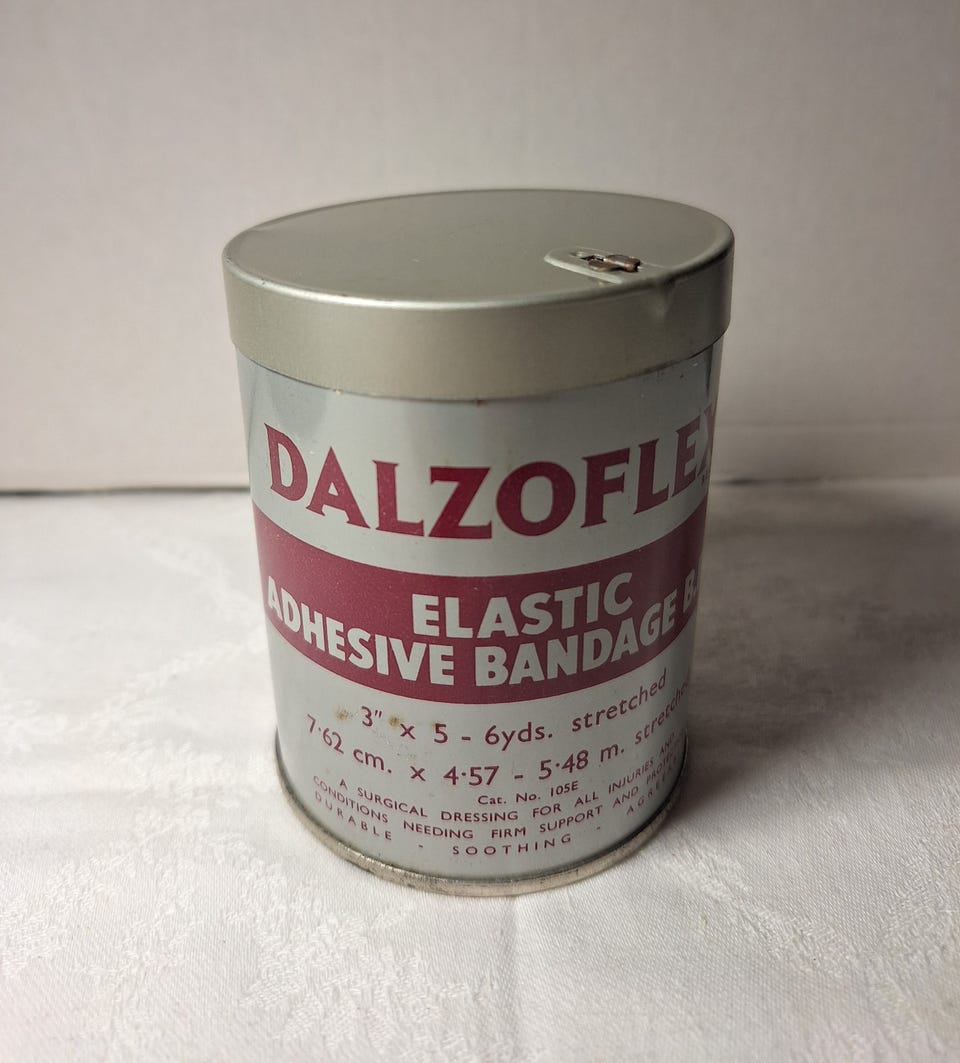 DALZOFLEX
ELASTIC
ADHESIVE BANDAGE B.
3" x 5 - 6yds. stretched
7·62 cm. x 4·57 - 5·48 m. stretched
Cat. No. 105E
A SURGICAL DRESSING FOR ALL INJURIES AND
CONDITIONS NEEDING FIRM SUPPORT AND
DURABLE - SOOTHING -